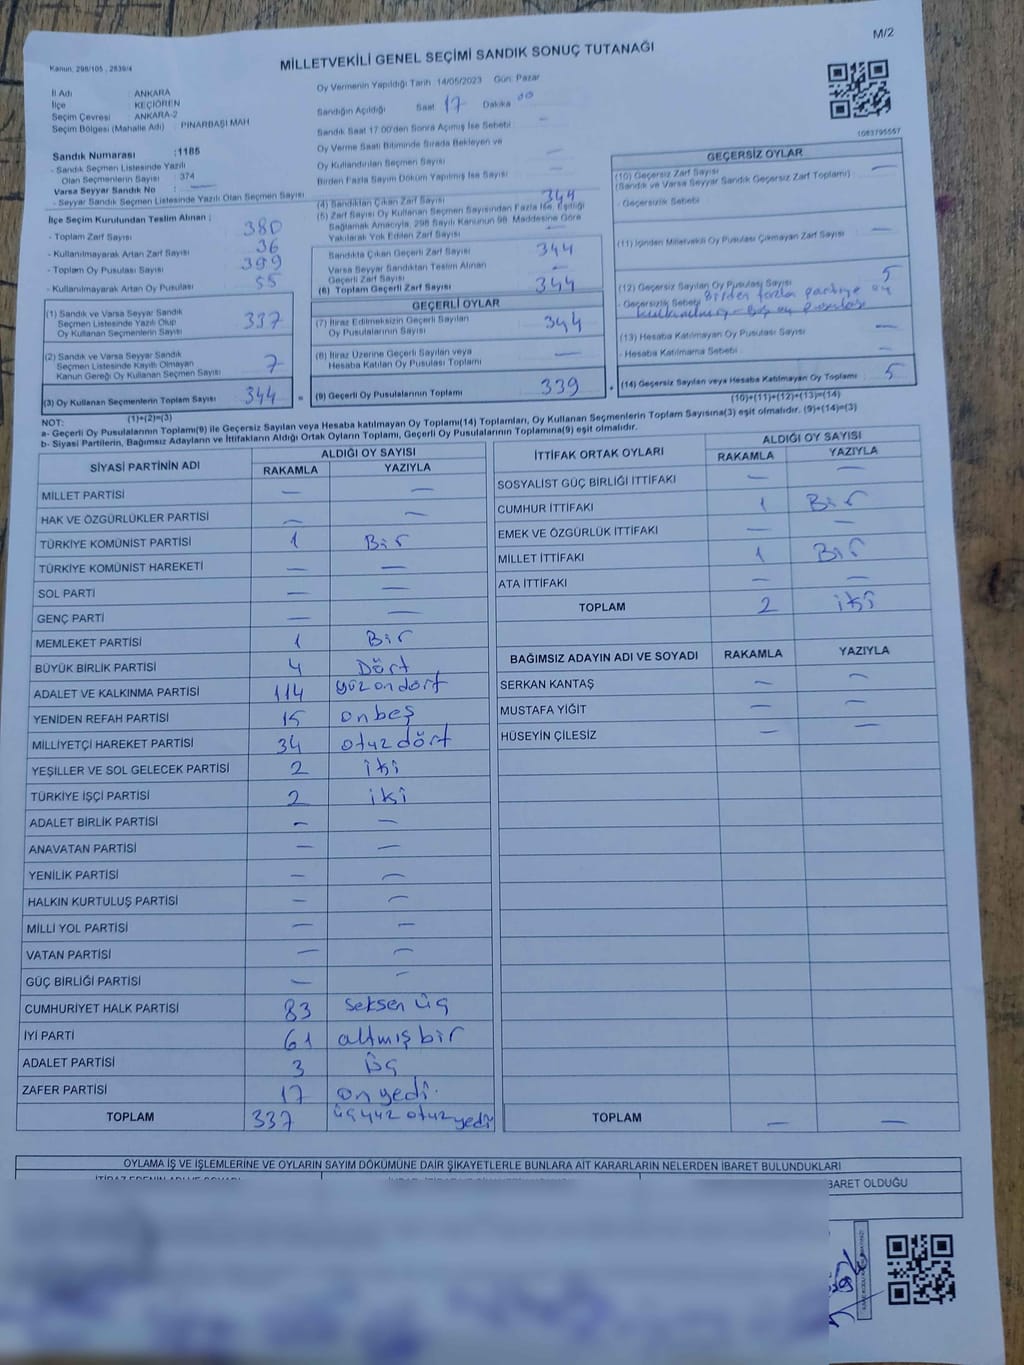 M/2
MİLLETVEKİLİ GENEL SEÇİMİ SANDIK SONUÇ TUTANAĞI
Kanun, 298/105 , 2839/4
İl Adı : ANKARA
İlçe : KEÇİÖREN
Seçim Çevresi : ANKARA-2
Seçim Bölgesi (Mahalle Adı) : PINARBAŞI MAH
Oy Vermenin Yapıldığı Tarih :14/05/2023 Gün: Pazar
Sandığın Açıldığı Saat 17 Dakika 00
Sandık Saat 17:00'den Sonra Açımış İse Sebebi : —
Oy Verme Saati Bitiminde Sırada Bekleyen ve
Oy Kullandırılan Seçmen Sayısı —
Birden Fazla Sayım Döküm Yapılmış İse Sayısı —
1083795557
Sandık Numarası :1185
- Sandık Seçmen Listesinde Yazılı
Olan Seçmenlerin Sayısı : 374
Varsa Seyyar Sandık No : —
- Seyyar Sandık Seçmen Listesinde Yazılı Olan Seçmen Sayısı
İlçe Seçim Kurulundan Teslim Alınan ;
- Toplam Zarf Sayısı 380
- Kullanılmayarak Artan Zarf Sayısı 36
- Toplam Oy Pusulası Sayısı 399
- Kullanılmayarak Artan Oy Pusulası 55
(1) Sandık ve Varsa Seyyar Sandık
Seçmen Listesinde Yazılı Olup
Oy Kullanan Seçmenlerin Sayısı 337
(2) Sandık ve Varsa Seyyar Sandık
Seçmen Listesinde Kayıtlı Olmayan
Kanun Gereği Oy Kullanan Seçmen Sayısı 7
(3) Oy Kullanan Seçmenlerin Toplam Sayısı 344
(1)+(2)=(3)
(4) Sandıktan Çıkan Zarf Sayısı 344
(5) Zarf Sayısı Oy Kullanan Seçmen Sayısından Fazla İse, Eşitliği
Sağlamak Amacıyla, 298 Sayılı Kanunun 98. Maddesine Göre
Yakılarak Yok Edilen Zarf Sayısı —
Sandıkta Çıkan Geçerli Zarf Sayısı 344
Varsa Seyyar Sandıktan Teslim Alınan
Geçerli Zarf Sayısı —
(6) Toplam Geçerli Zarf Sayısı 344
GEÇERLİ OYLAR
(7) İtiraz Edilmeksizin Geçerli Sayılan
Oy Pusulalarının Sayısı 344
(8) İtiraz Üzerine Geçerli Sayılan veya
Hesaba Katılan Oy Pusulası Toplamı —
(9) Geçerli Oy Pusulalarının Toplamı 339
GEÇERSİZ OYLAR
(10) Geçersiz Zarf Sayısı
(Sandık ve Varsa Seyyar Sandık Geçersiz Zarf Toplamı) —
- Geçersizlik Sebebi
(11) İçinden Milletvekili Oy Pusulası Çıkmayan Zarf Sayısı —
(12) Geçersiz Sayılan Oy Pusulası Sayısı 5
- Geçersizlik Sebebi Birden fazla partiye oy
kullanılmış - Boş oy pusulası
(13) Hesaba Katılmayan Oy Pusulası Sayısı —
- Hesaba Katılmama Sebebi —
(14) Geçersiz Sayılan veya Hesaba Katılmayan Oy Toplamı 5
(10)+(11)+(12)+(13)=(14)
NOT:
a- Geçerli Oy Pusulalarının Toplamı(9) ile Geçersiz Sayılan veya Hesaba katılmayan Oy Toplamı(14) Toplamları, Oy Kullanan Seçmenlerin Toplam Sayısına(3) eşit olmalıdır. (9)+(14)=(3)
b- Siyasi Partilerin, Bağımsız Adayların ve İttifakların Aldığı Ortak Oyların Toplamı, Geçerli Oy Pusulalarının Toplamına(9) eşit olmalıdır.
SİYASİ PARTİNİN ADI ALDIĞI OY SAYISI
RAKAMLA YAZIYLA
MİLLET PARTİSİ — —
HAK VE ÖZGÜRLÜKLER PARTİSİ — —
TÜRKİYE KOMÜNİST PARTİSİ 1 Bir
TÜRKİYE KOMÜNİST HAREKETİ — —
SOL PARTİ — —
GENÇ PARTİ — —
MEMLEKET PARTİSİ 1 Bir
BÜYÜK BİRLİK PARTİSİ 4 Dört
ADALET VE KALKINMA PARTİSİ 114 yüz ondört
YENİDEN REFAH PARTİSİ 15 onbeş
MİLLİYETÇİ HAREKET PARTİSİ 34 otuz dört
YEŞİLLER VE SOL GELECEK PARTİSİ 2 iki
TÜRKİYE İŞÇİ PARTİSİ 2 iki
ADALET BİRLİK PARTİSİ — —
ANAVATAN PARTİSİ — —
YENİLİK PARTİSİ — —
HALKIN KURTULUŞ PARTİSİ — —
MİLLİ YOL PARTİSİ — —
VATAN PARTİSİ — —
GÜÇ BİRLİĞİ PARTİSİ — —
CUMHURİYET HALK PARTİSİ 83 seksen üç
İYİ PARTİ 61 altmış bir
ADALET PARTİSİ 3 üç
ZAFER PARTİSİ 17 on yedi.
TOPLAM 337 üçyüz otuz yedi
İTTİFAK ORTAK OYLARI ALDIĞI OY SAYISI
RAKAMLA YAZIYLA
SOSYALİST GÜÇ BİRLİĞİ İTTİFAKI — —
CUMHUR İTTİFAKI 1 Bir
EMEK VE ÖZGÜRLÜK İTTİFAKI — —
MİLLET İTTİFAKI 1 Bir
ATA İTTİFAKI — —
TOPLAM 2 iki
BAĞIMSIZ ADAYIN ADI VE SOYADI RAKAMLA YAZIYLA
SERKAN KANTAŞ — —
MUSTAFA YİĞİT — —
HÜSEYİN ÇİLESİZ — —
TOPLAM — —
OYLAMA İŞ VE İŞLEMLERİNE VE OYLARIN SAYIM DÖKÜMÜNE DAİR ŞİKAYETLERLE BUNLARA AİT KARARLARIN NELERDEN İBARET BULUNDUKLARI
BARET OLDUĞU